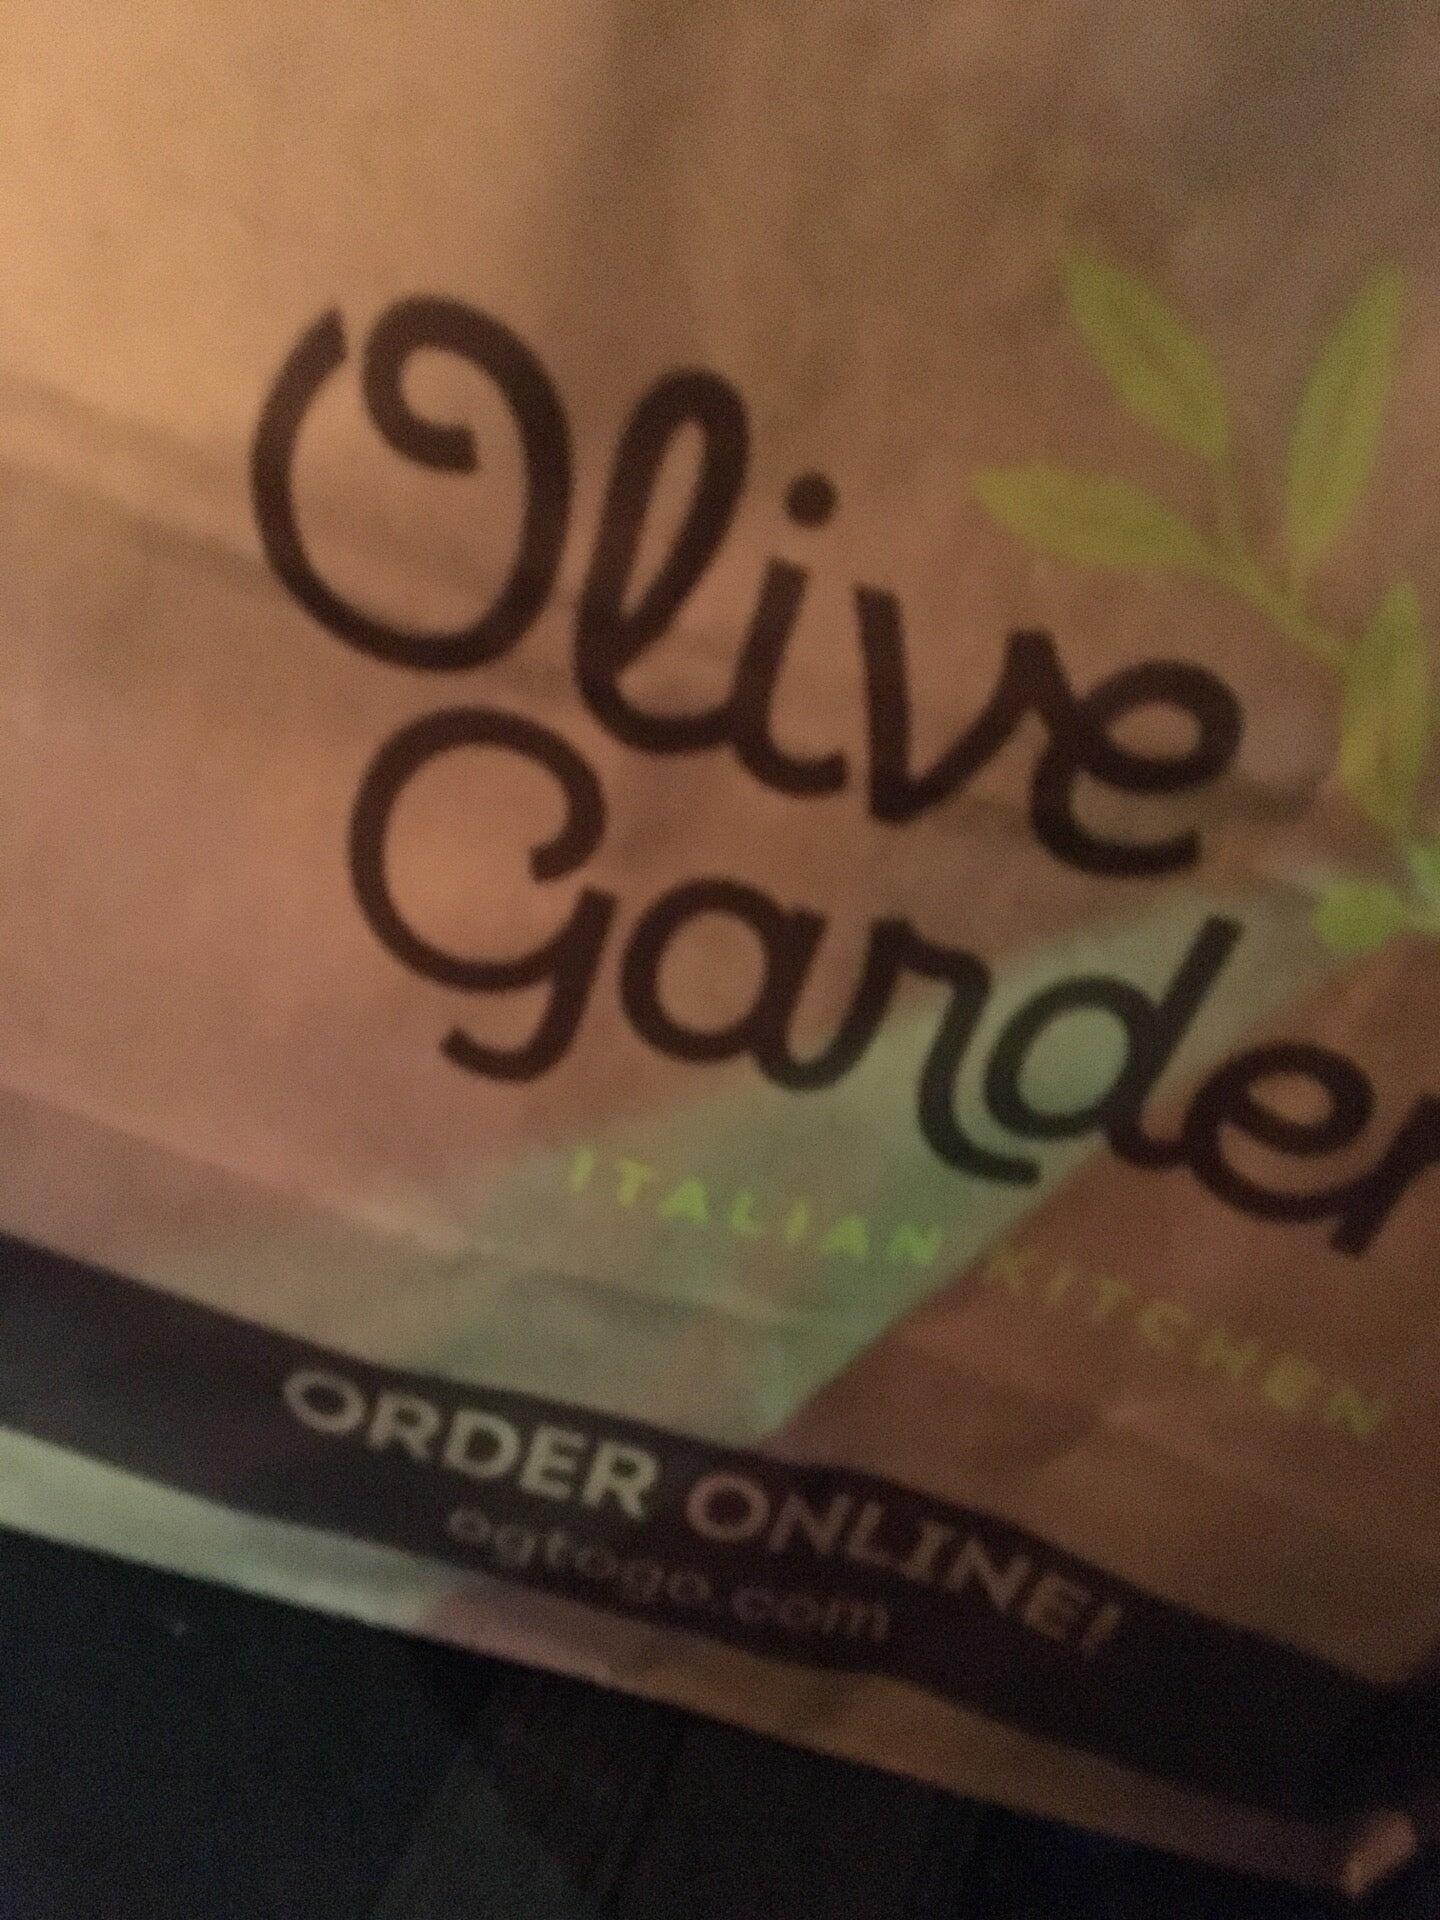 Olive
Garden
ITALIAN KITCHEN
ORDER ONLINE!
ogtogo.com